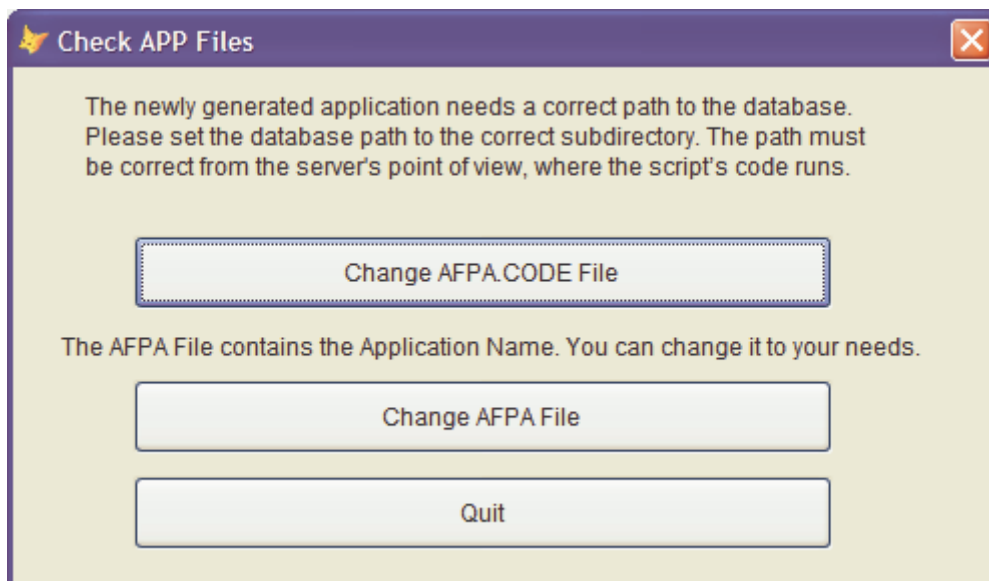 Check APP Files
The newly generated application needs a correct path to the database.
Please set the database path to the correct subdirectory. The path must
be correct from the server's point of view, where the script's code runs.
Change AFPA.CODE File
The AFPA File contains the Application Name. You can change it to your needs.
Change AFPA File
Quit